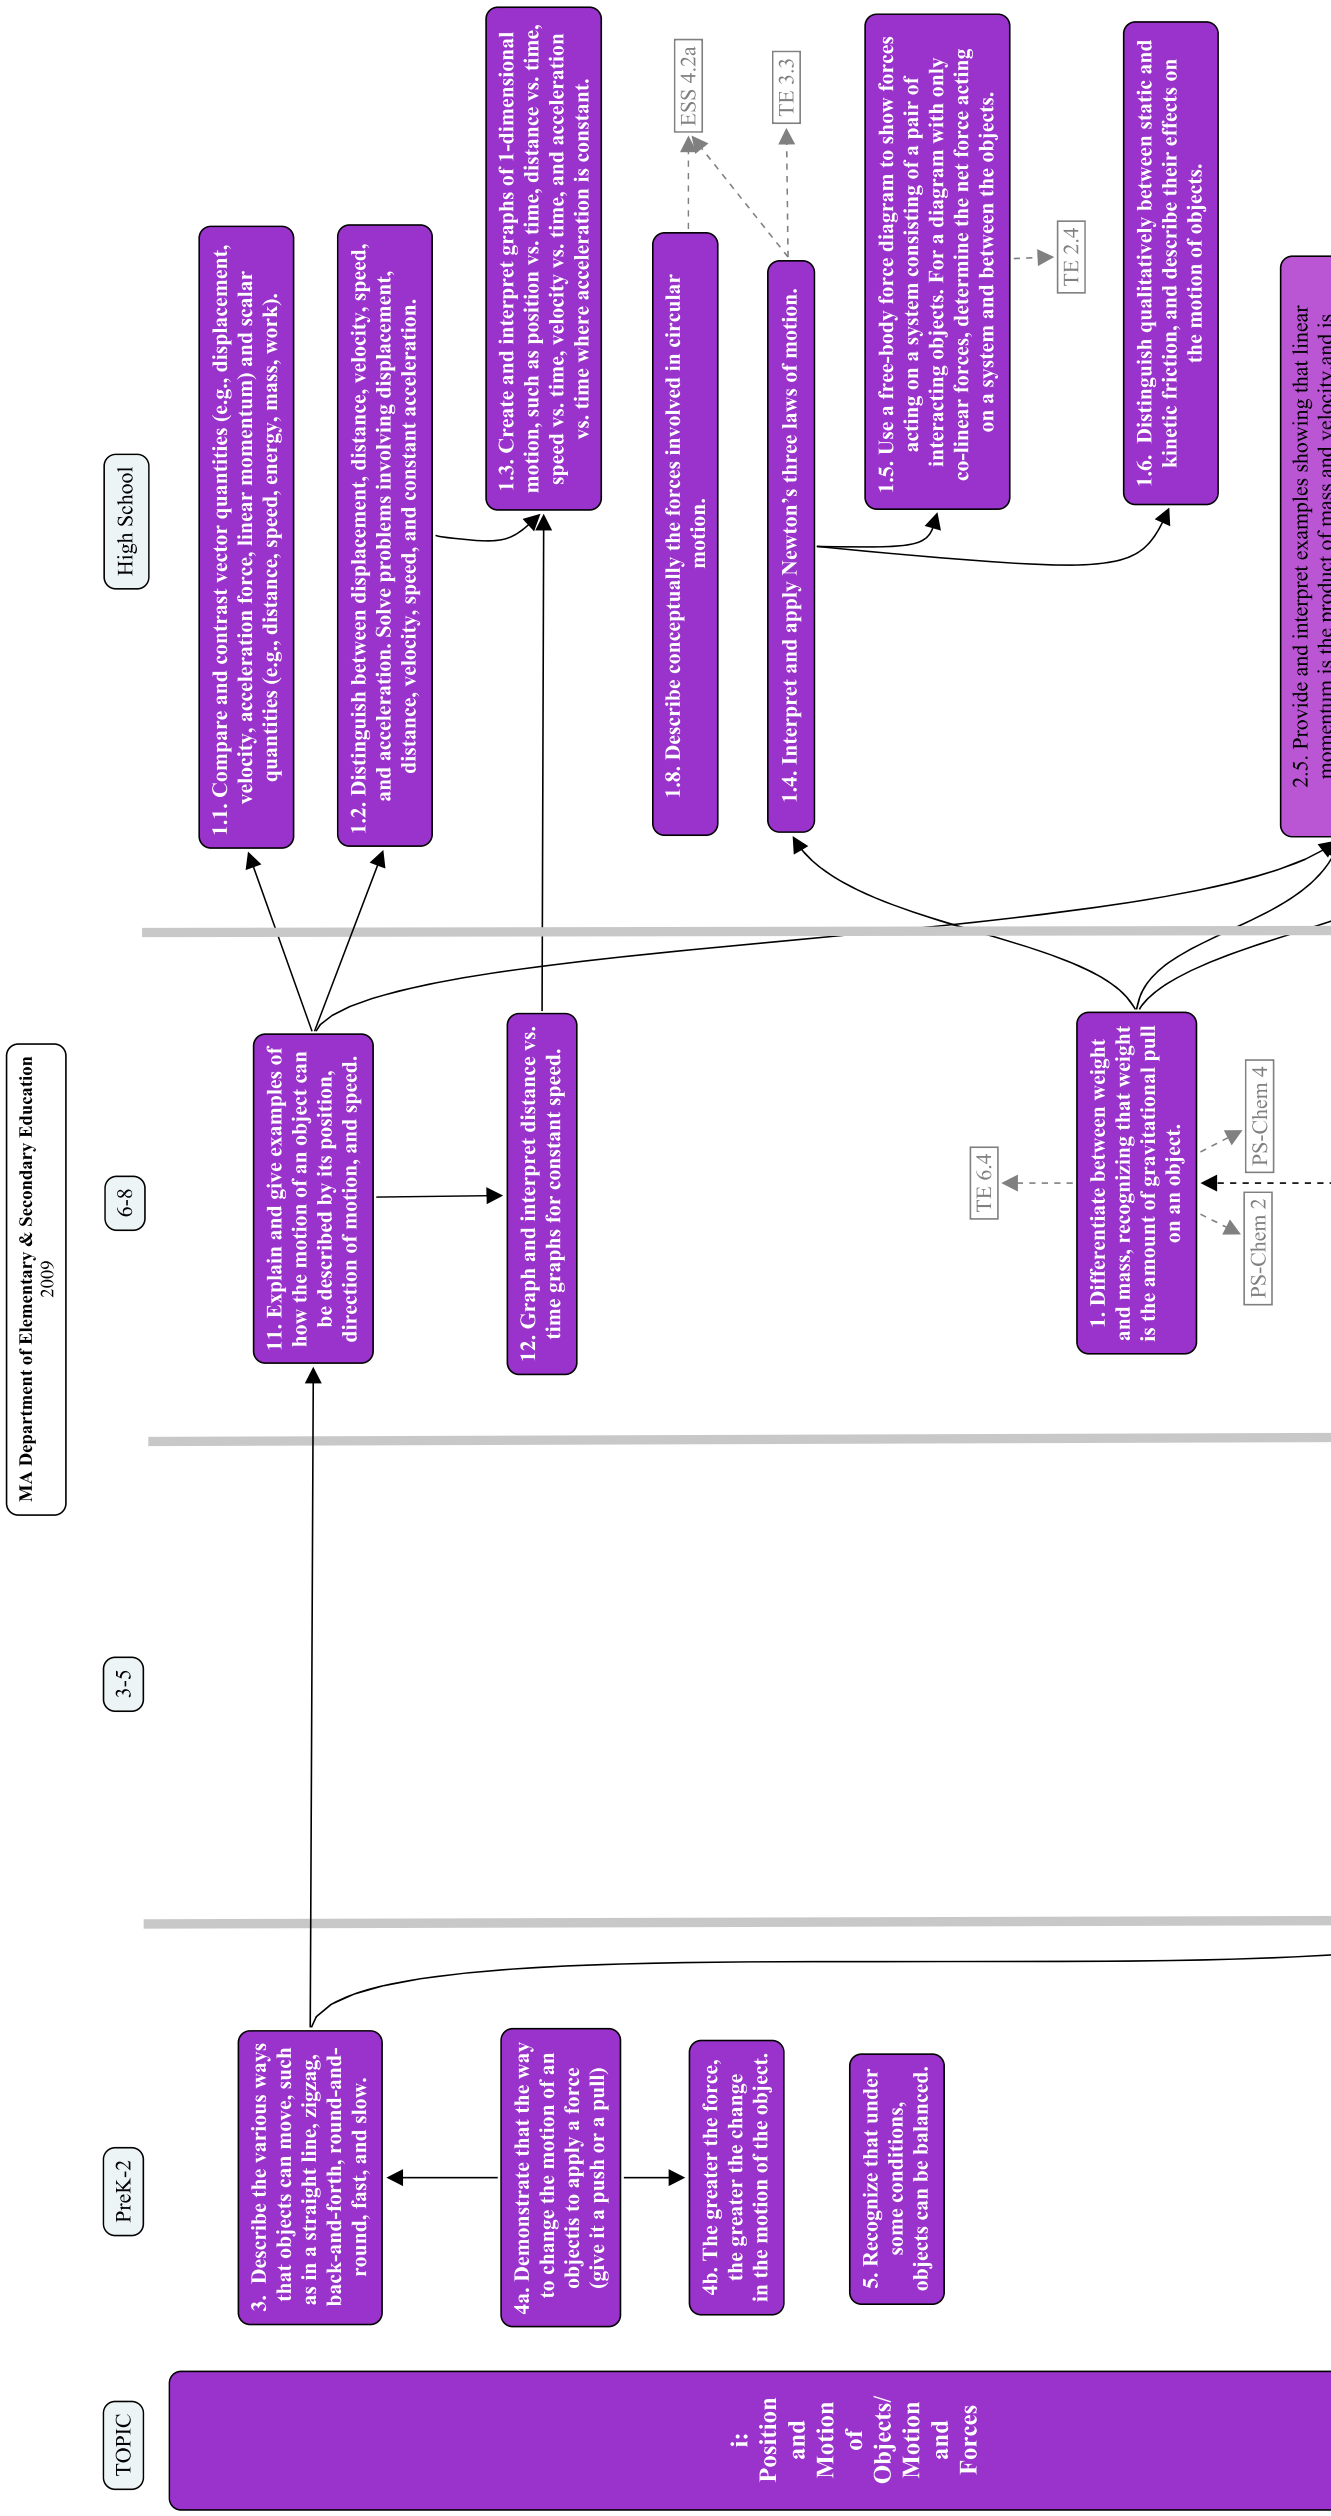 MA Department of Elementary & Secondary Education
2009
TOPIC
PreK-2
3-5
6-8
High School
i:
Position
and
Motion
of
Objects/
Motion
and
Forces
3. Describe the various ways
that objects can move, such
as in a straight line, zigzag,
back-and-forth, round-and-
round, fast, and slow.
4a. Demonstrate that the way
to change the motion of an
objectis to apply a force
(give it a push or a pull)
4b. The greater the force,
the greater the change
in the motion of the object.
5. Recognize that under
some conditions,
objects can be balanced.
11. Explain and give examples of
how the motion of an object can
be described by its position,
direction of motion, and speed.
12. Graph and interpret distance vs.
time graphs for constant speed.
TE 6.4
1. Differentiate between weight
and mass, recognizing that weight
is the amount of gravitational pull
on an object.
PS-Chem 2
PS-Chem 4
1.1. Compare and contrast vector quantities (e.g., displacement,
velocity, acceleration force, linear momentum) and scalar
quantities (e.g., distance, speed, energy, mass, work).
1.2. Distinguish between displacement, distance, velocity, speed,
and acceleration. Solve problems involving displacement,
distance, velocity, speed, and constant acceleration.
1.3. Create and interpret graphs of 1-dimensional
motion, such as position vs. time, distance vs. time,
speed vs. time, velocity vs. time, and acceleration
vs. time where acceleration is constant.
1.8. Describe conceptually the forces involved in circular
motion.
ESS 4.2a
1.4. Interpret and apply Newton's three laws of motion.
TE 3.3
1.5. Use a free-body force diagram to show forces
acting on a system consisting of a pair of
interacting objects. For a diagram with only
co-linear forces, determine the net force acting
on a system and between the objects.
TE 2.4
1.6. Distinguish qualitatively between static and
kinetic friction, and describe their effects on
the motion of objects.
2.5. Provide and interpret examples showing that linear
momentum is the product of mass and velocity and is